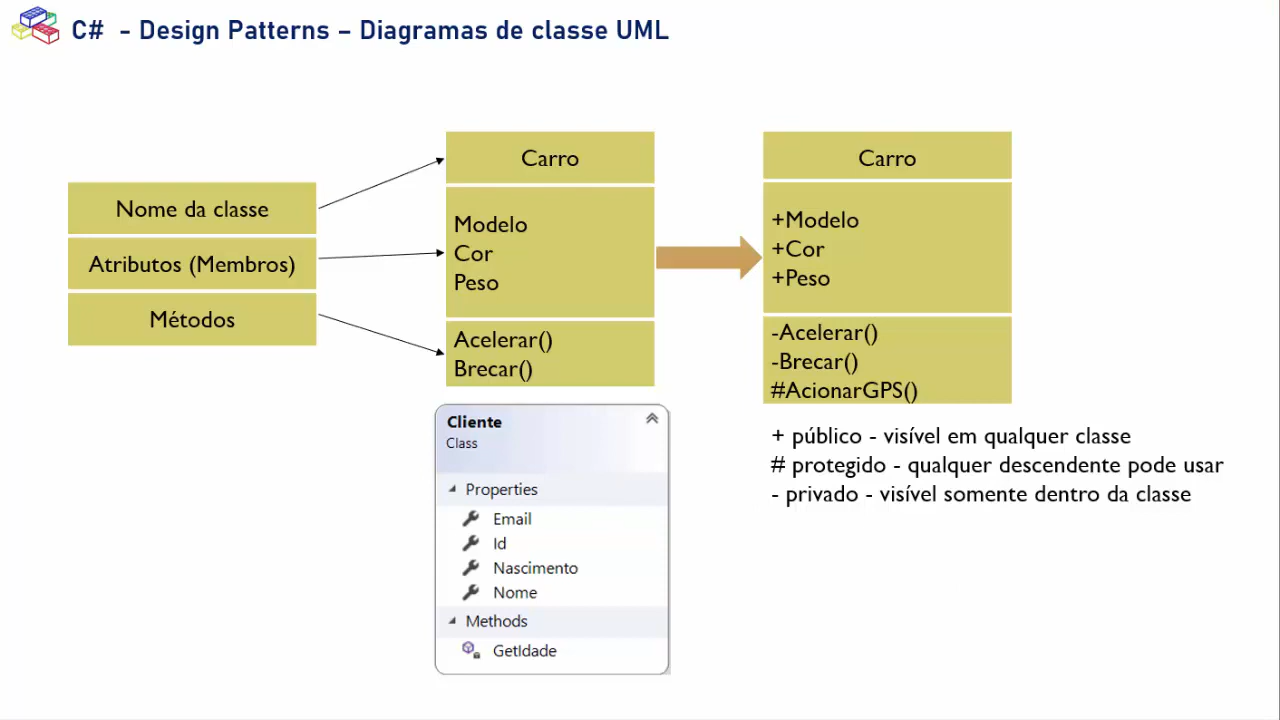 C# - Design Patterns – Diagramas de classe UML
Nome da classe
Atributos (Membros)
Métodos
Carro
Modelo
Cor
Peso
Acelerar()
Brecar()
Carro
+Modelo
+Cor
+Peso
-Acelerar()
-Brecar()
#AcionarGPS()
+ público - visível em qualquer classe
# protegido - qualquer descendente pode usar
- privado - visível somente dentro da classe
Cliente
Class
Properties
Email
Id
Nascimento
Nome
Methods
GetIdade